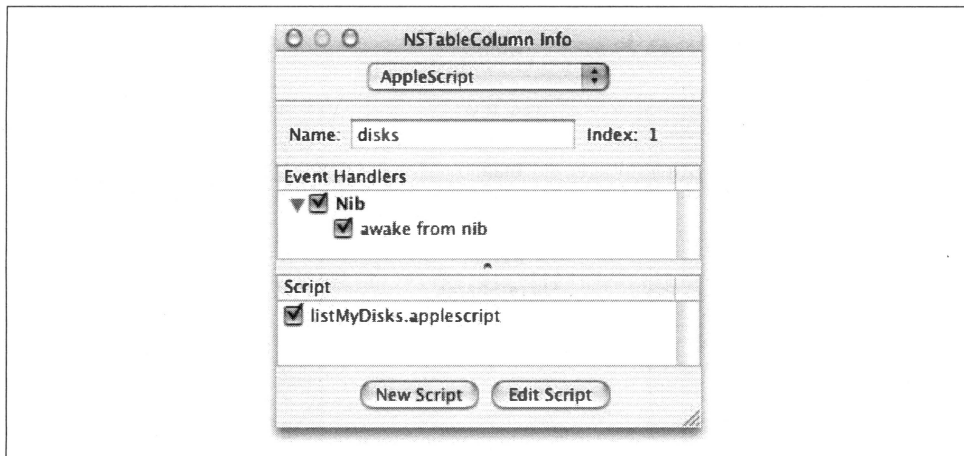 NSTableColumn Info
AppleScript
Name: disks Index: 1
Event Handlers
Nib
awake from nib
Script
listMyDisks.applescript
New Script Edit Script